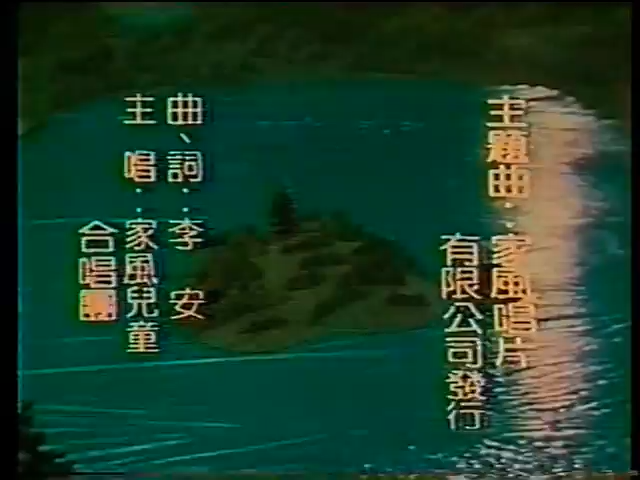 主題曲：家風唱片
有限公司發行
曲、詞：李安
主唱：家風兒童
合唱團